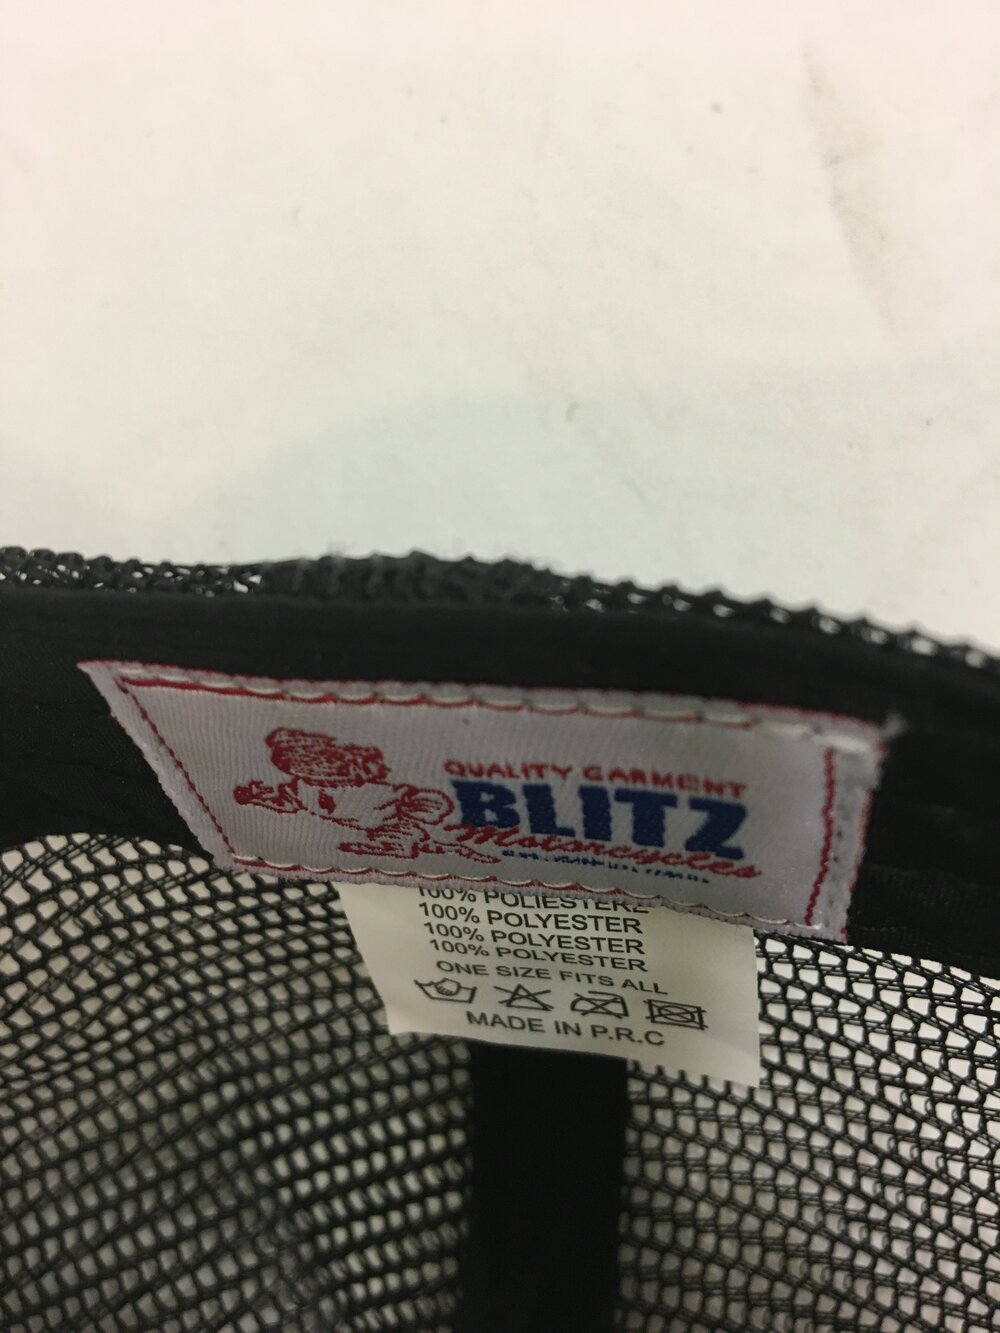 QUALITY GARMENT
BLITZ
Motorcycles
100% POLIESTERE
100% POLYESTER
100% POLYESTER
100% POLYESTER
ONE SIZE FITS ALL
MADE IN P.R.C